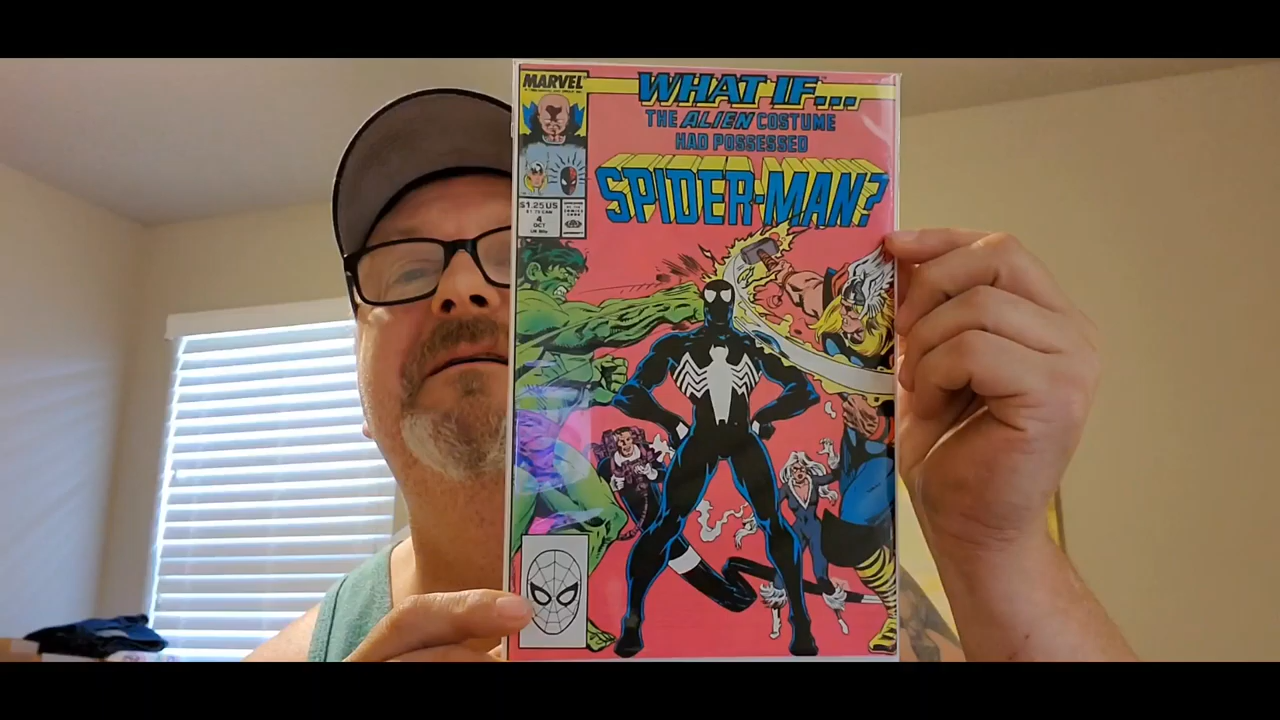 MARVEL
WHAT IF...
THE ALIEN COSTUME
HAD POSSESSED
SPIDER-MAN?
$1.25US
4
OCT